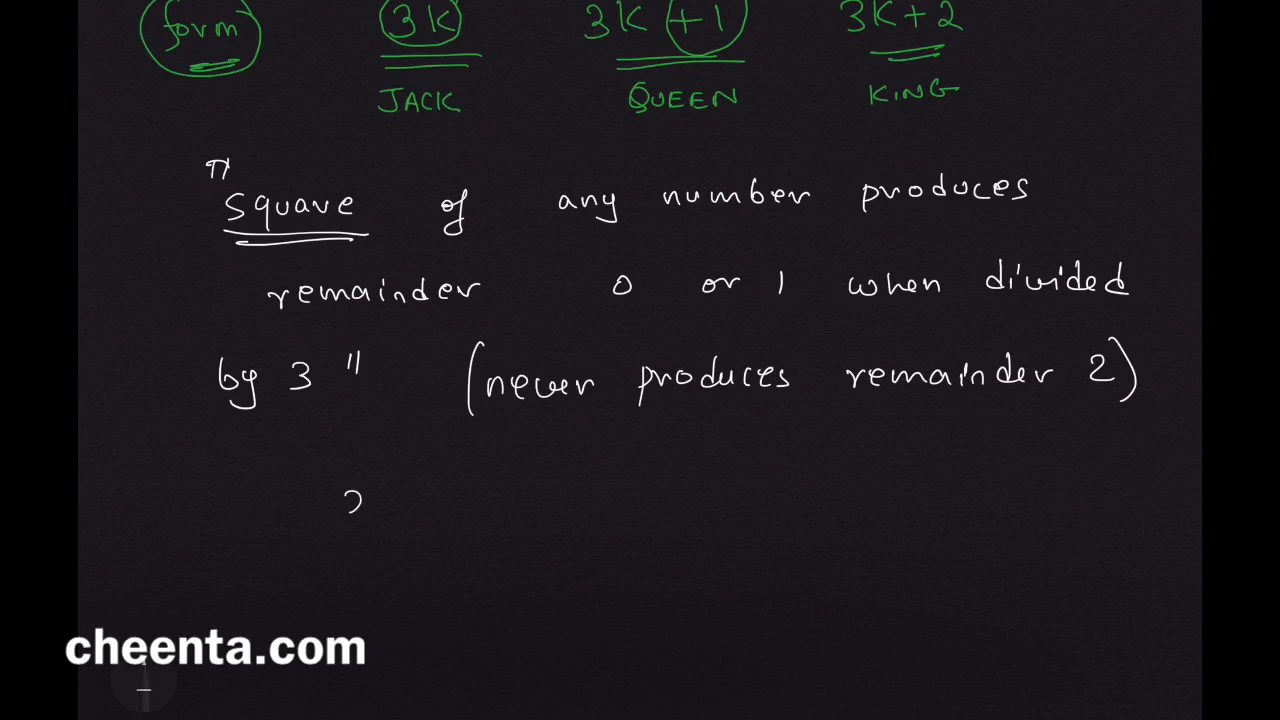 form 3k 3k + 1 3k + 2
JACK QUEEN KING
" square of any number produces
remainder 0 or 1 when divided
by 3 " (never produces remainder 2)
cheenta.com